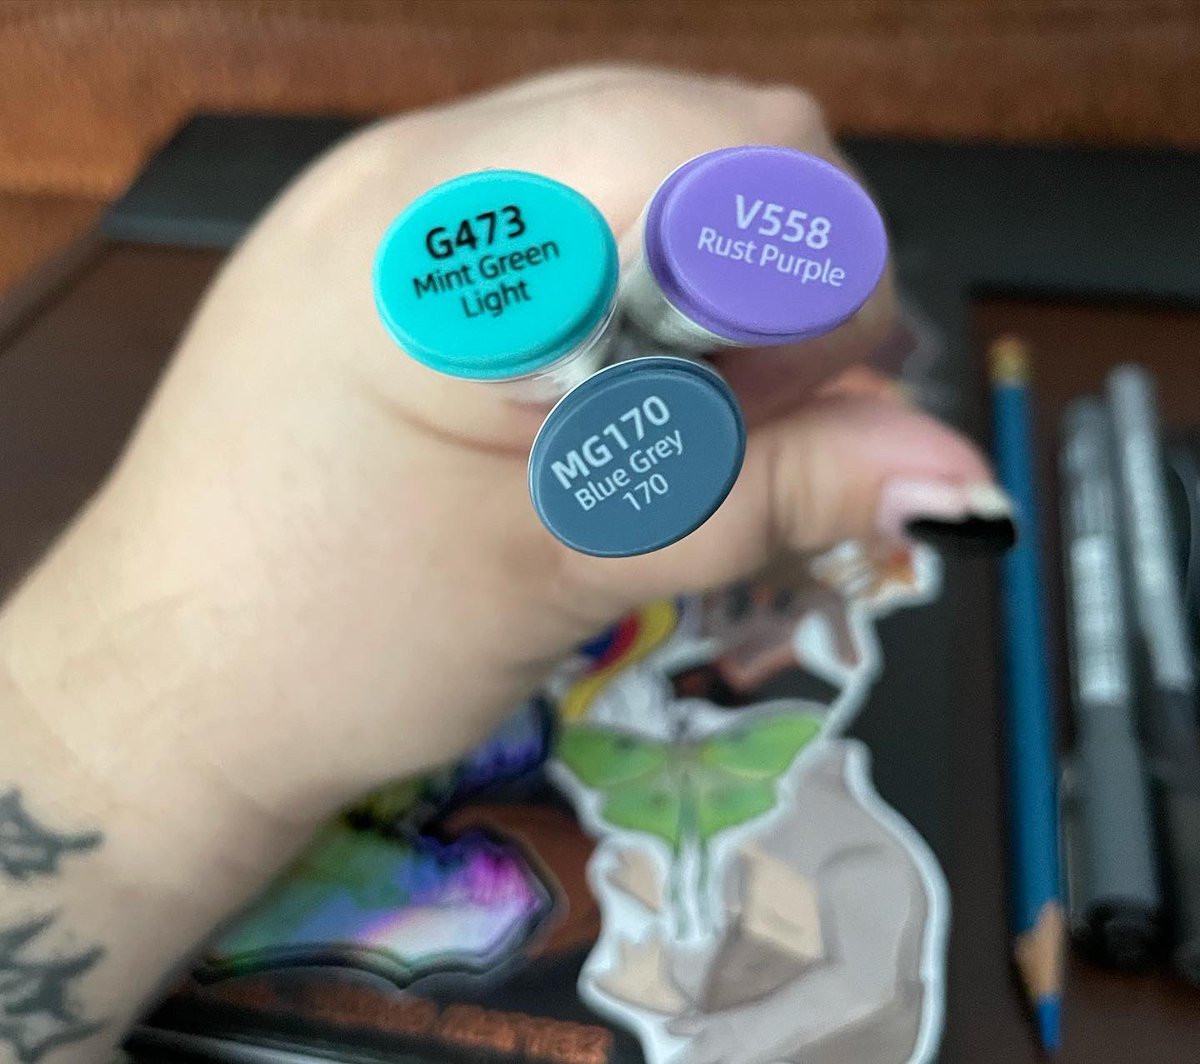 G473
Mint Green
Light
V558
Rust Purple
MG170
Blue Grey
170